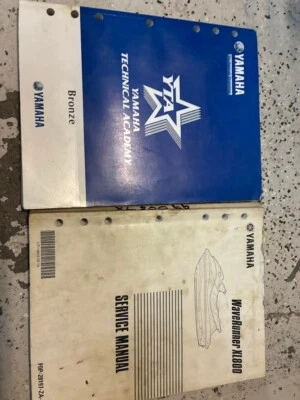 YAMAHA
YTA
YAMAHA
TECHNICAL ACADEMY
Bronze
YAMAHA
YAMAHA
WaveRunner XL800
SERVICE MANUAL